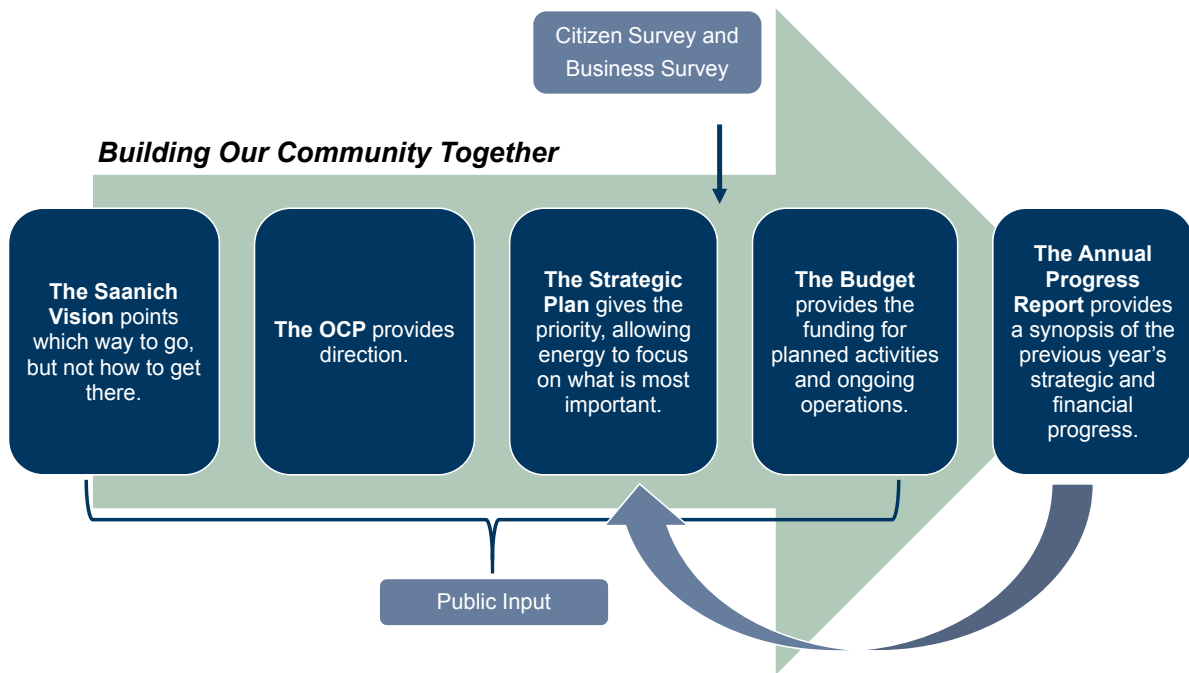 Citizen Survey and
Business Survey
Building Our Community Together
The Saanich
Vision points
which way to go,
but not how to get
there.
The OCP provides
direction.
The Strategic
Plan gives the
priority, allowing
energy to focus
on what is most
important.
The Budget
provides the
funding for
planned activities
and ongoing
operations.
The Annual
Progress
Report provides
a synopsis of the
previous year’s
strategic and
financial
progress.
Public Input